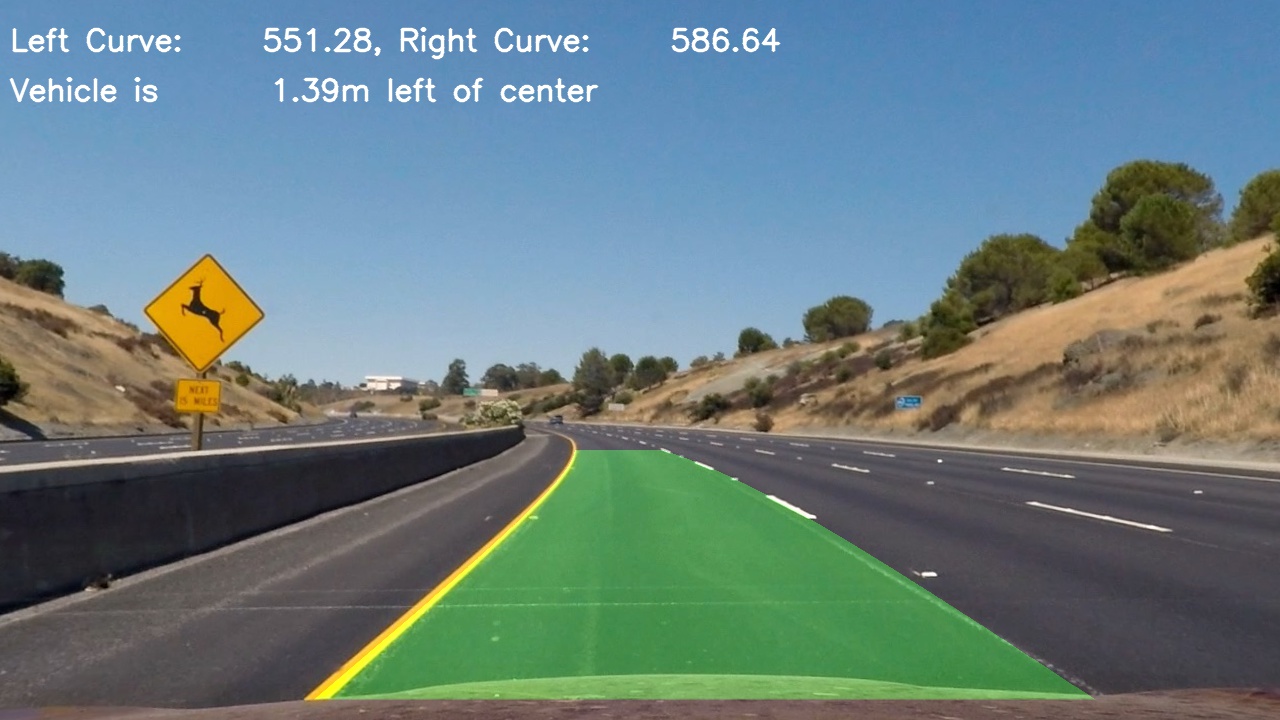 Left Curve: 551.28, Right Curve: 586.64
Vehicle is 1.39m left of center
NEXT
15 MILES